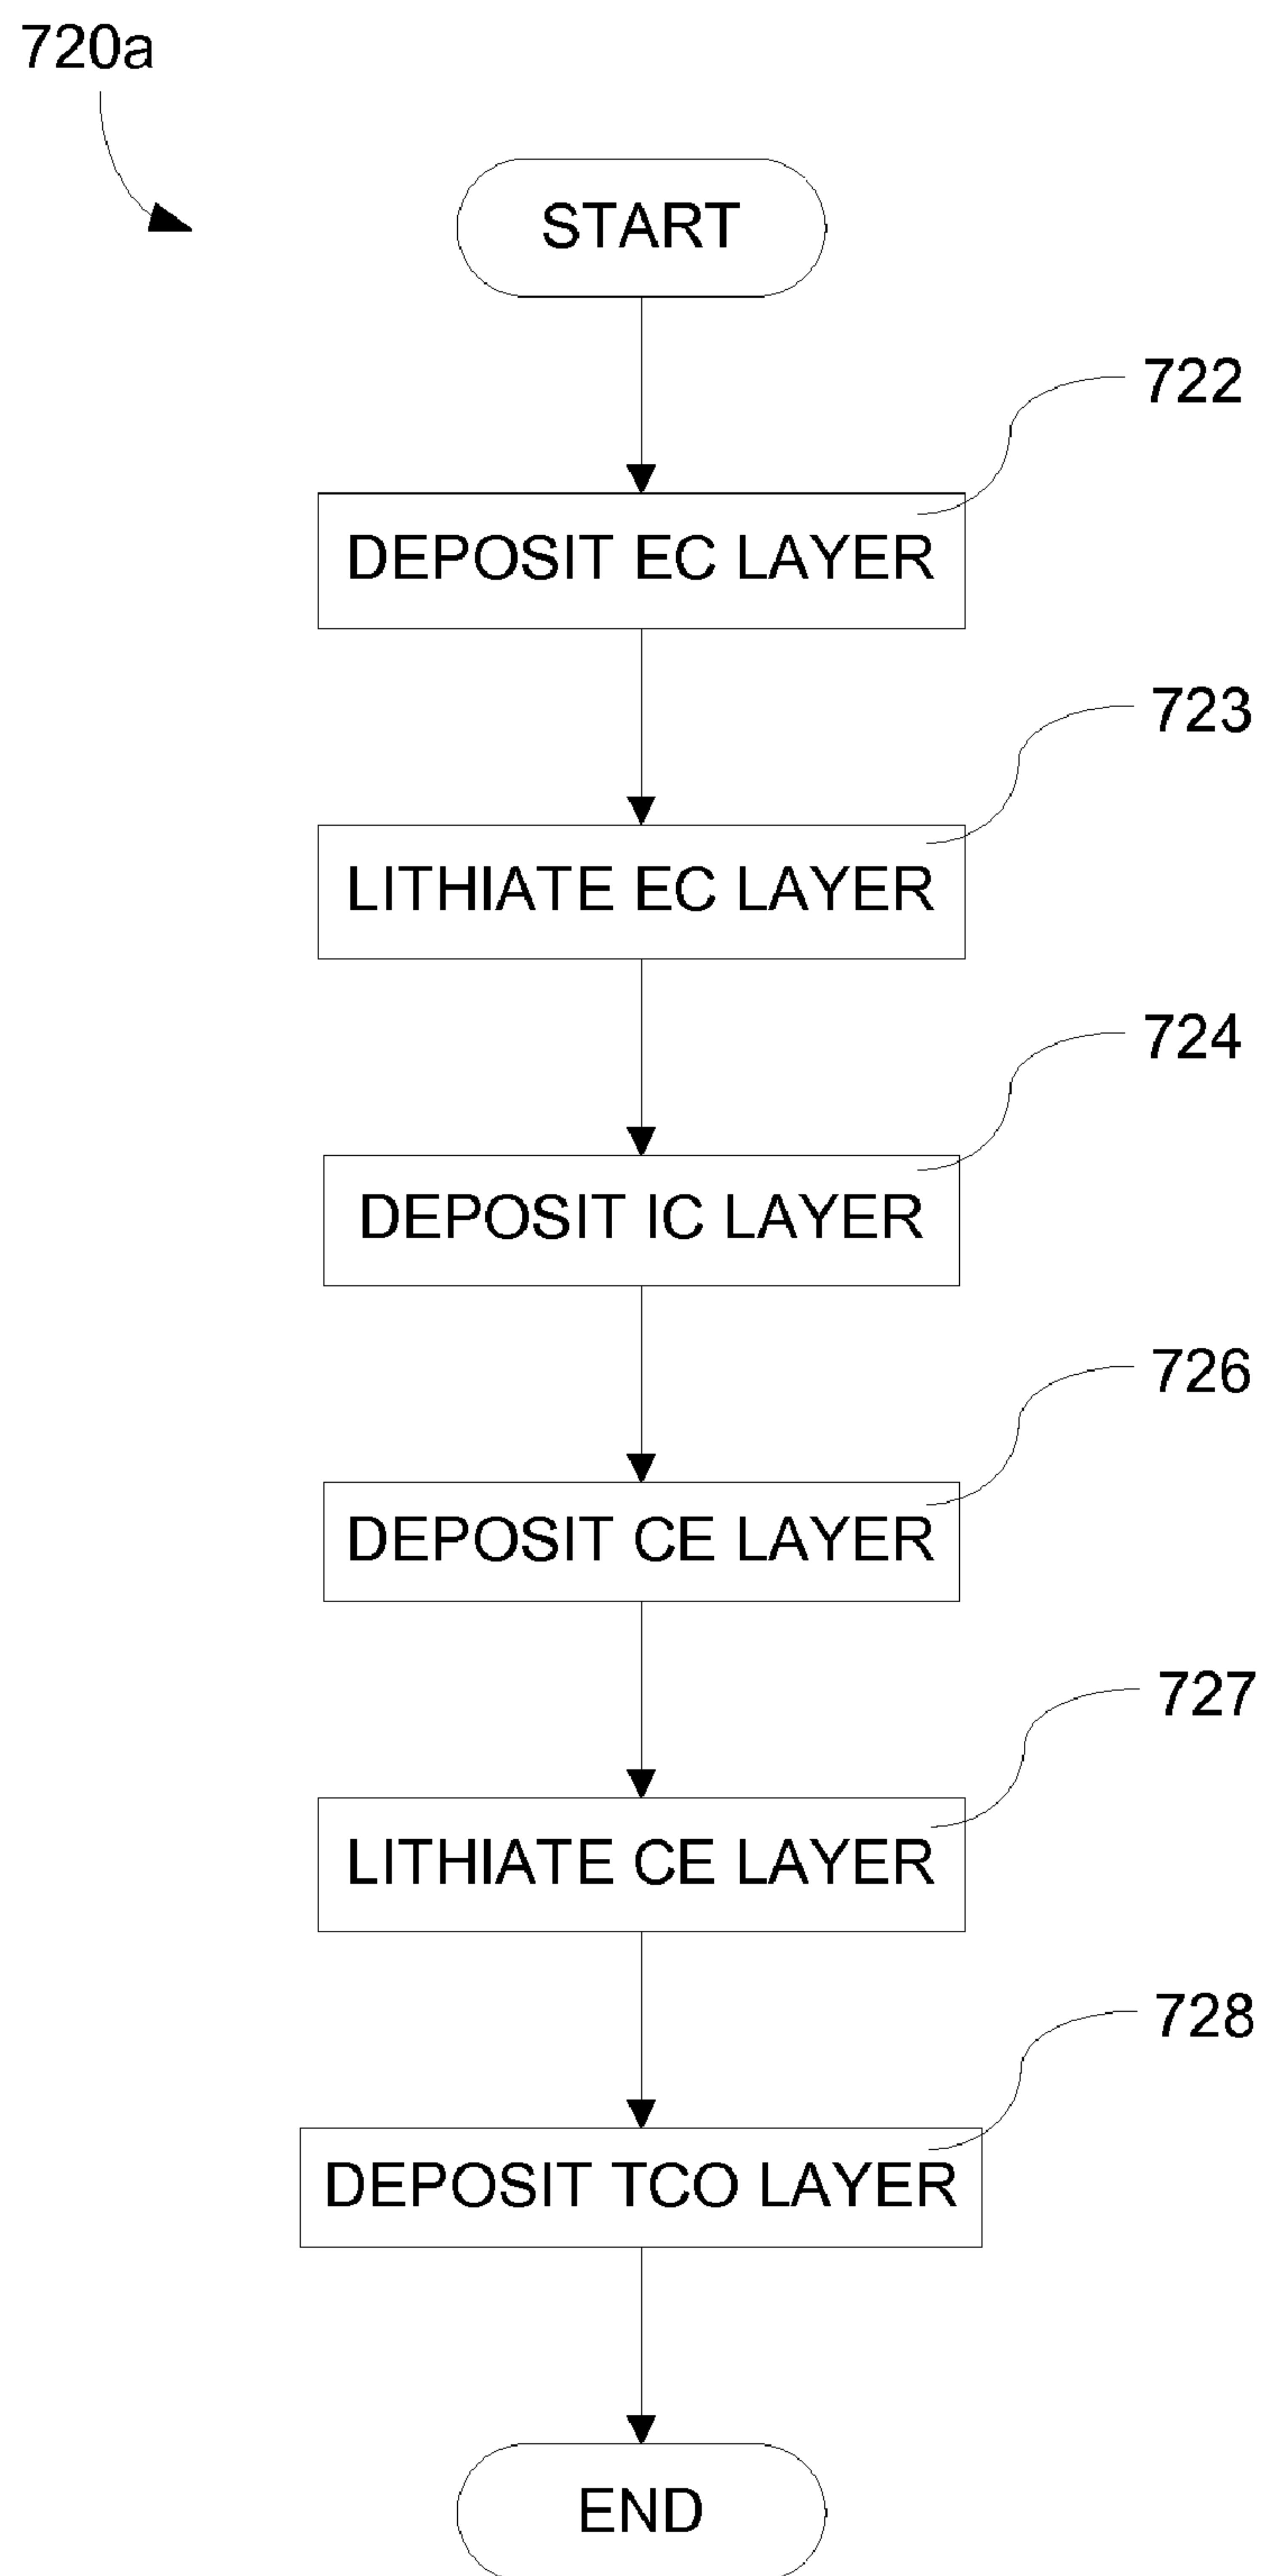 720a
START
722
DEPOSIT EC LAYER
723
LITHIATE EC LAYER
724
DEPOSIT IC LAYER
726
DEPOSIT CE LAYER
727
LITHIATE CE LAYER
728
DEPOSIT TCO LAYER
END